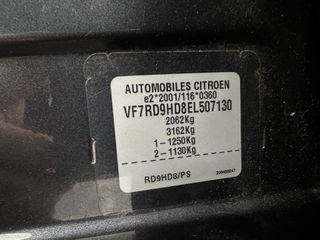 AUTOMOBILES CITROEN
e2*2001/116*0360
VF7RD9HD8EL507130
2062Kg
3162Kg
1 – 1250Kg
2 – 1130Kg
RD9HD8/PS